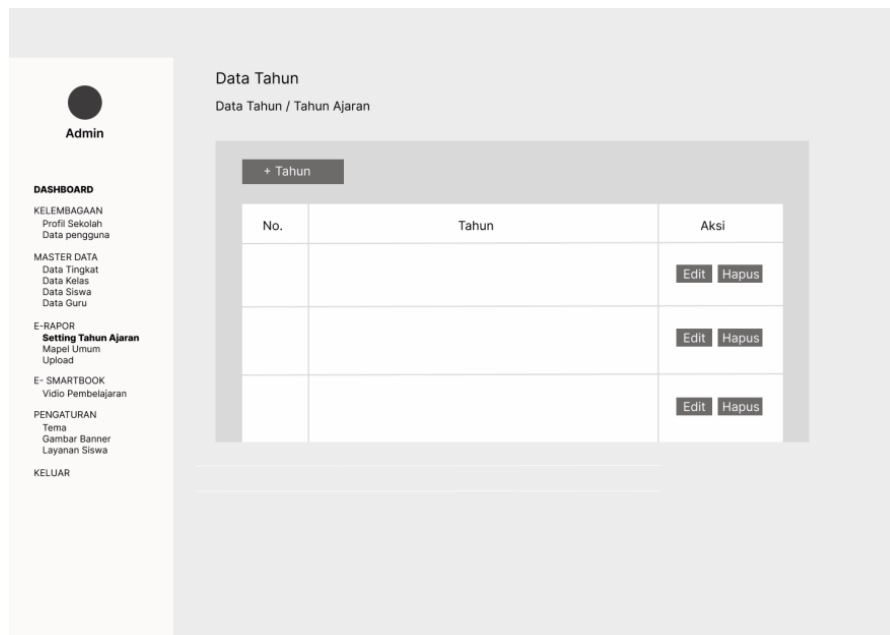 Admin
DASHBOARD
KELEMBAGAAN
Profil Sekolah
Data pengguna
MASTER DATA
Data Tingkat
Data Kelas
Data Siswa
Data Guru
E-RAPOR
Setting Tahun Ajaran
Mapel Umum
Upload
E- SMARTBOOK
Vidio Pembelajaran
PENGATURAN
Tema
Gambar Banner
Layanan Siswa
KELUAR
Data Tahun
Data Tahun / Tahun Ajaran
+ Tahun
No. Tahun Aksi
Edit Hapus
Edit Hapus
Edit Hapus